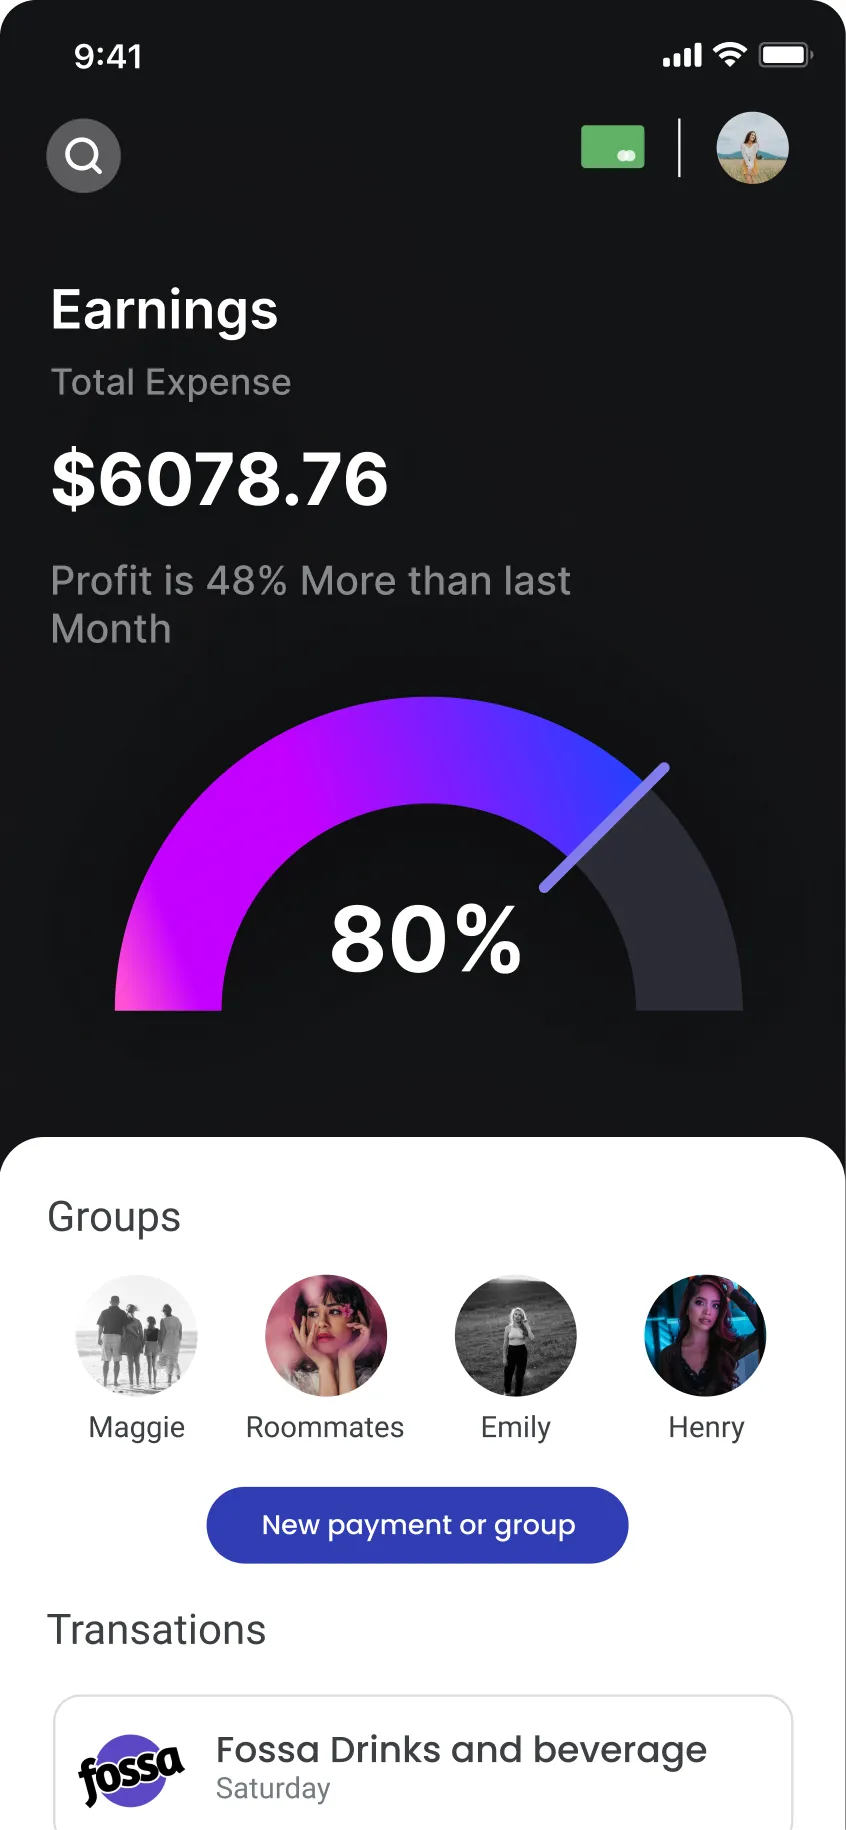 9:41
Earnings
Total Expense
$6078.76
Profit is 48% More than last
Month
80%
Groups
Maggie
Roommates
Emily
Henry
New payment or group
Transations
fossa
Fossa Drinks and beverage
Saturday